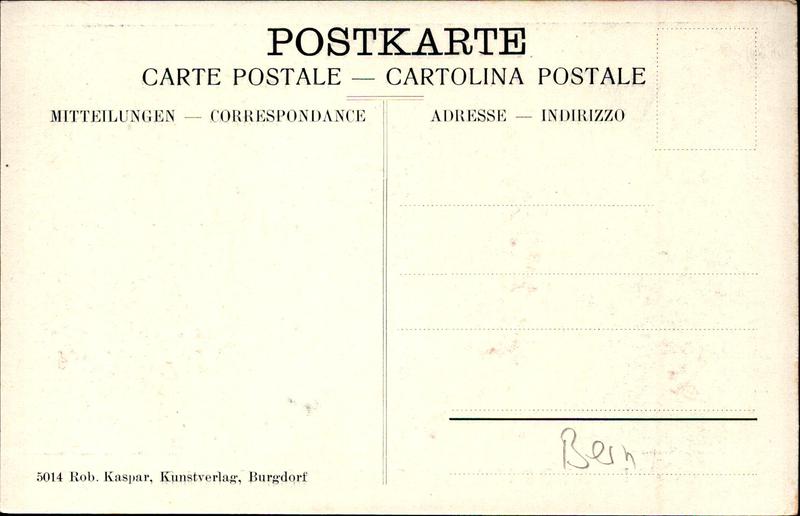 POSTKARTE
CARTE POSTALE — CARTOLINA POSTALE
MITTEILUNGEN — CORRESPONDANCE
ADRESSE — INDIRIZZO
Bern
5014 Rob. Kaspar, Kunstverlag, Burgdorf